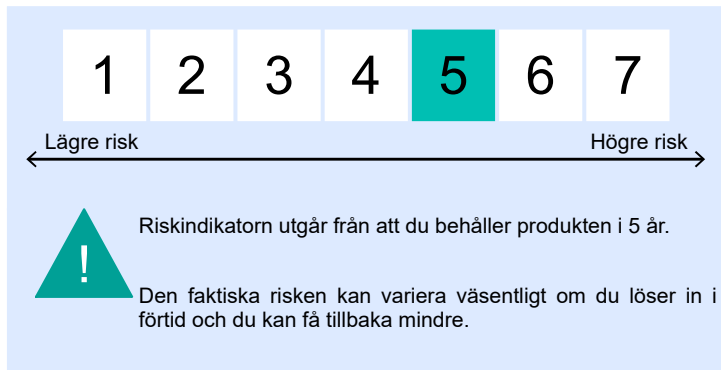 1 2 3 4 5 6 7
Lägre risk Högre risk
Riskindikatorn utgår från att du behåller produkten i 5 år.
!
Den faktiska risken kan variera väsentligt om du löser in i
förtid och du kan få tillbaka mindre.